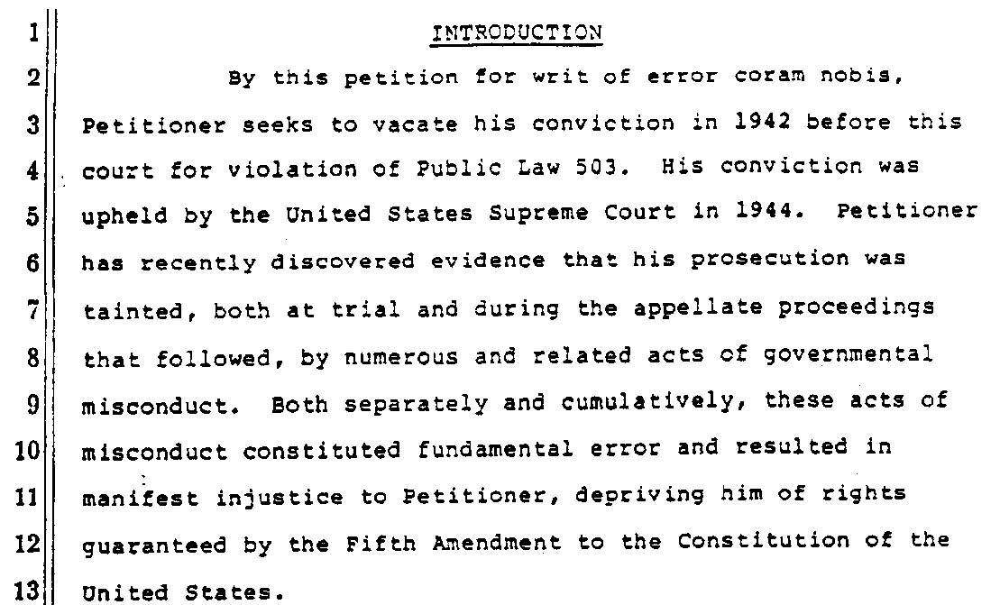 1 INTRODUCTION
2 By this petition for writ of error coram nobis,
3 Petitioner seeks to vacate his conviction in 1942 before this
4 court for violation of Public Law 503. His conviction was
5 upheld by the United States Supreme Court in 1944. Petitioner
6 has recently discovered evidence that his prosecution was
7 tainted, both at trial and during the appellate proceedings
8 that followed, by numerous and related acts of governmental
9 misconduct. Both separately and cumulatively, these acts of
10 misconduct constituted fundamental error and resulted in
11 manifest injustice to Petitioner, depriving him of rights
12 guaranteed by the Fifth Amendment to the Constitution of the
13 United States.